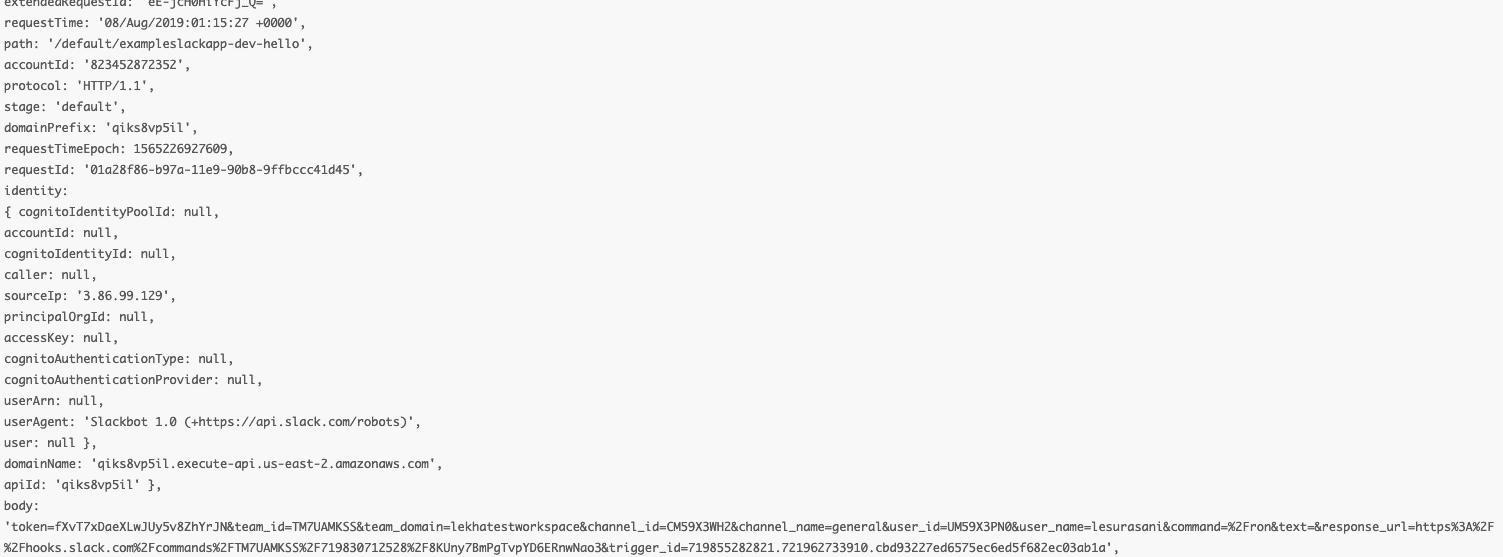 extendedRequestId: 'eE-jcH0HiYcFj_Q=',
requestTime: '08/Aug/2019:01:15:27 +0000',
path: '/default/exampleslackapp-dev-hello',
accountId: '823452872352',
protocol: 'HTTP/1.1',
stage: 'default',
domainPrefix: 'qiks8vp5il',
requestTimeEpoch: 1565226927609,
requestId: '01a28f86-b97a-11e9-90b8-9ffbccc41d45',
identity:
{ cognitoIdentityPoolId: null,
accountId: null,
cognitoIdentityId: null,
caller: null,
sourceIp: '3.86.99.129',
principalOrgId: null,
accessKey: null,
cognitoAuthenticationType: null,
cognitoAuthenticationProvider: null,
userArn: null,
userAgent: 'Slackbot 1.0 (+https://api.slack.com/robots)',
user: null },
domainName: 'qiks8vp5il.execute-api.us-east-2.amazonaws.com',
apiId: 'qiks8vp5il' },
body:
'token=fXvT7xDaeXLwJUy5v8ZhYrJN&team_id=TM7UAMKSS&team_domain=lekhatestworkspace&channel_id=CM59X3WH2&channel_name=general&user_id=UM59X3PN0&user_name=lesurasani&command=%2Fron&text=&response_url=https%3A%2F
%2Fhooks.slack.com%2Fcommands%2FTM7UAMKSS%2F719830712528%2F8KUny7BmPgTvpYD6ERnwNao3&trigger_id=719855282821.721962733910.cbd93227ed6575ec6ed5f682ec03ab1a',